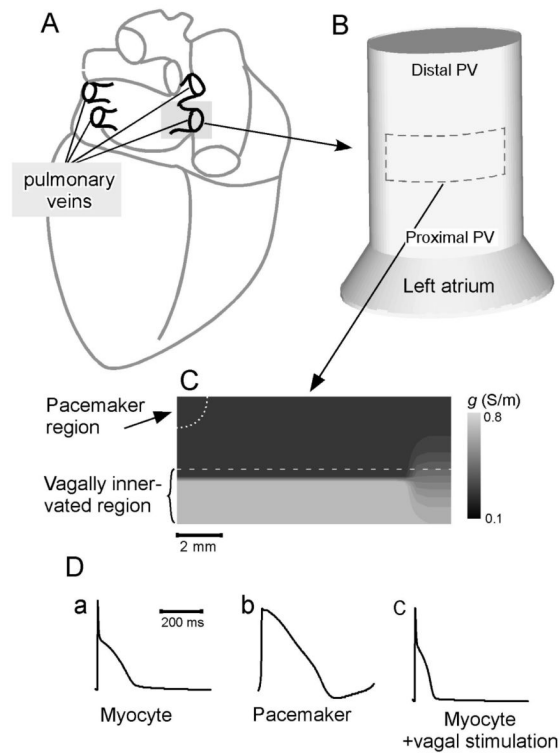 A
pulmonary
veins
B
Distal PV
Proximal PV
Left atrium
C
g (S/m)
0.8
0.1
Pacemaker
region
Vagally inner-
vated region
2 mm
D
a
200 ms
b
c
Myocyte
Pacemaker
Myocyte
+vagal stimulation